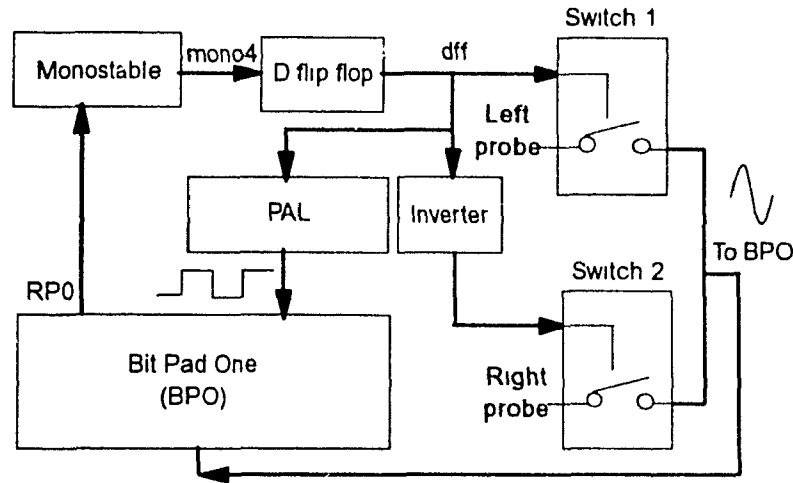 Switch 1
Monostable
mono4
D flip flop
dff
Left
probe
PAL
Inverter
To BPO
Switch 2
RP0
Bit Pad One
(BPO)
Right
probe